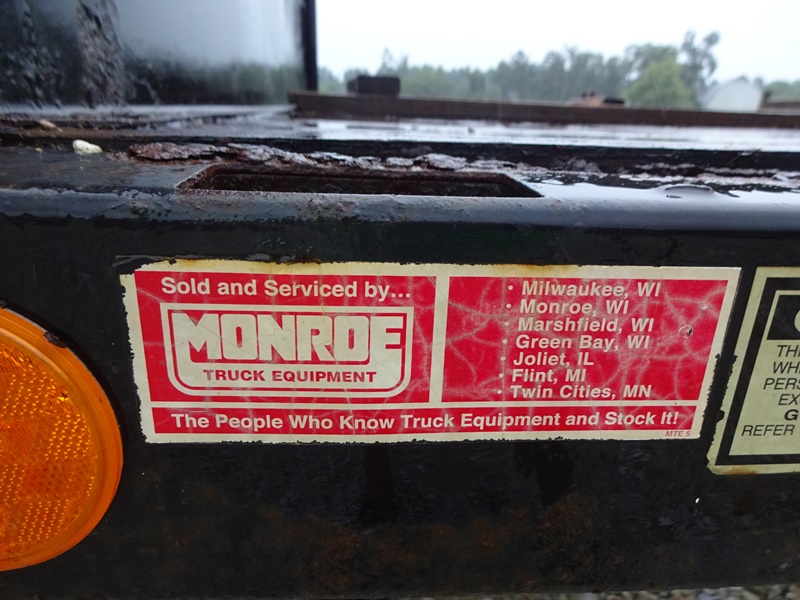 Sold and Serviced by...
MONROE
TRUCK EQUIPMENT
· Milwaukee, WI
· Monroe, WI
· Marshfield, WI
· Green Bay, WI
· Joliet, IL
· Flint, MI
· Twin Cities, MN
The People Who Know Truck Equipment and Stock It!
MTE 5
REFER